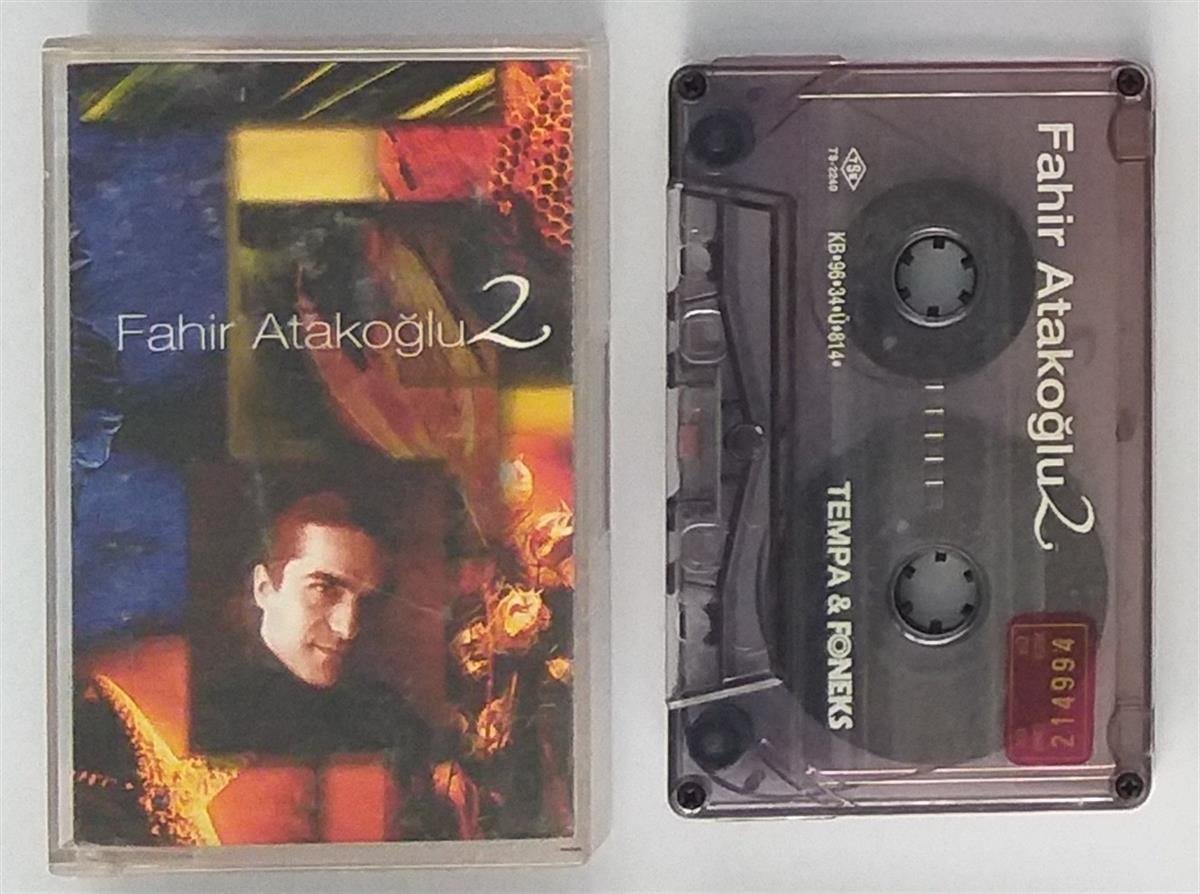 Fahir Atakoğlu 2
Fahir Atakoğlu 2
TSE
TS-2240
KB•96•34•Ü•814•
TEMPA & FONEKS
214994